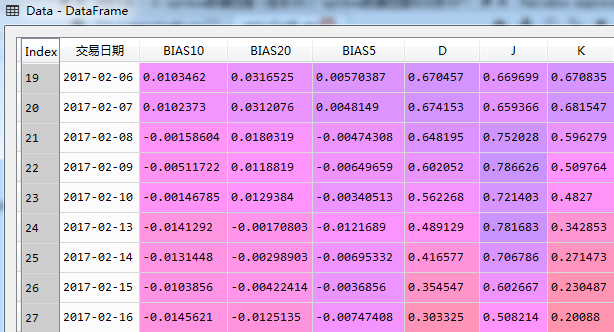 Data - DataFrame
Index 交易日期 BIAS10 BIAS20 BIAS5 D J K
19 2017-02-06 0.0103462 0.0316525 0.00570387 0.670457 0.669699 0.670835
20 2017-02-07 0.0102373 0.0312076 0.0048149 0.674153 0.659366 0.681547
21 2017-02-08 -0.00158604 0.0180319 -0.00474308 0.648195 0.752028 0.596279
22 2017-02-09 -0.00511722 0.0118819 -0.00649659 0.602052 0.786626 0.509764
23 2017-02-10 -0.00146785 0.0129384 -0.00340513 0.562268 0.721403 0.4827
24 2017-02-13 -0.0141292 -0.00170803 -0.0121689 0.489129 0.781683 0.342853
25 2017-02-14 -0.0131448 -0.00298903 -0.00695332 0.416577 0.706786 0.271473
26 2017-02-15 -0.0103856 -0.00422414 -0.0036856 0.354547 0.602667 0.230487
27 2017-02-16 -0.0145621 -0.0125135 -0.00747408 0.303325 0.508214 0.20088